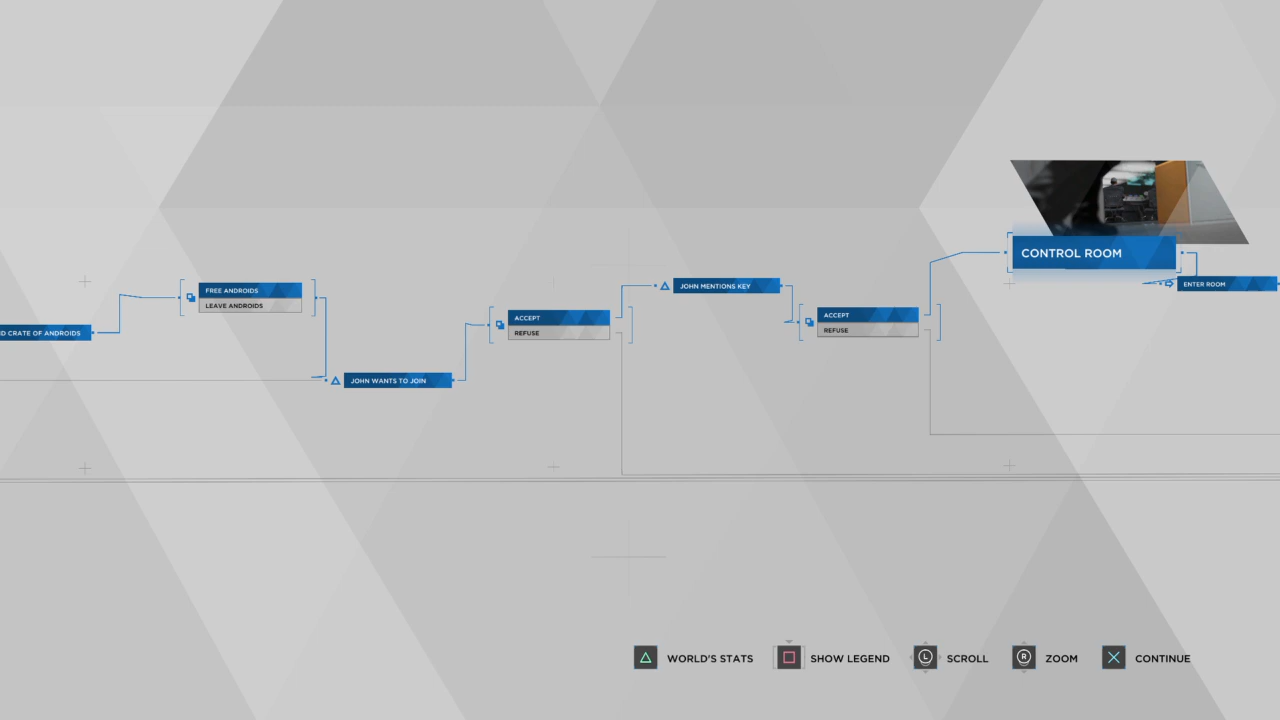 D CRATE OF ANDROIDS
FREE ANDROIDS
LEAVE ANDROIDS
JOHN WANTS TO JOIN
ACCEPT
REFUSE
JOHN MENTIONS KEY
ACCEPT
REFUSE
CONTROL ROOM
ENTER ROOM
WORLD'S STATS
SHOW LEGEND
L
SCROLL
R
ZOOM
CONTINUE